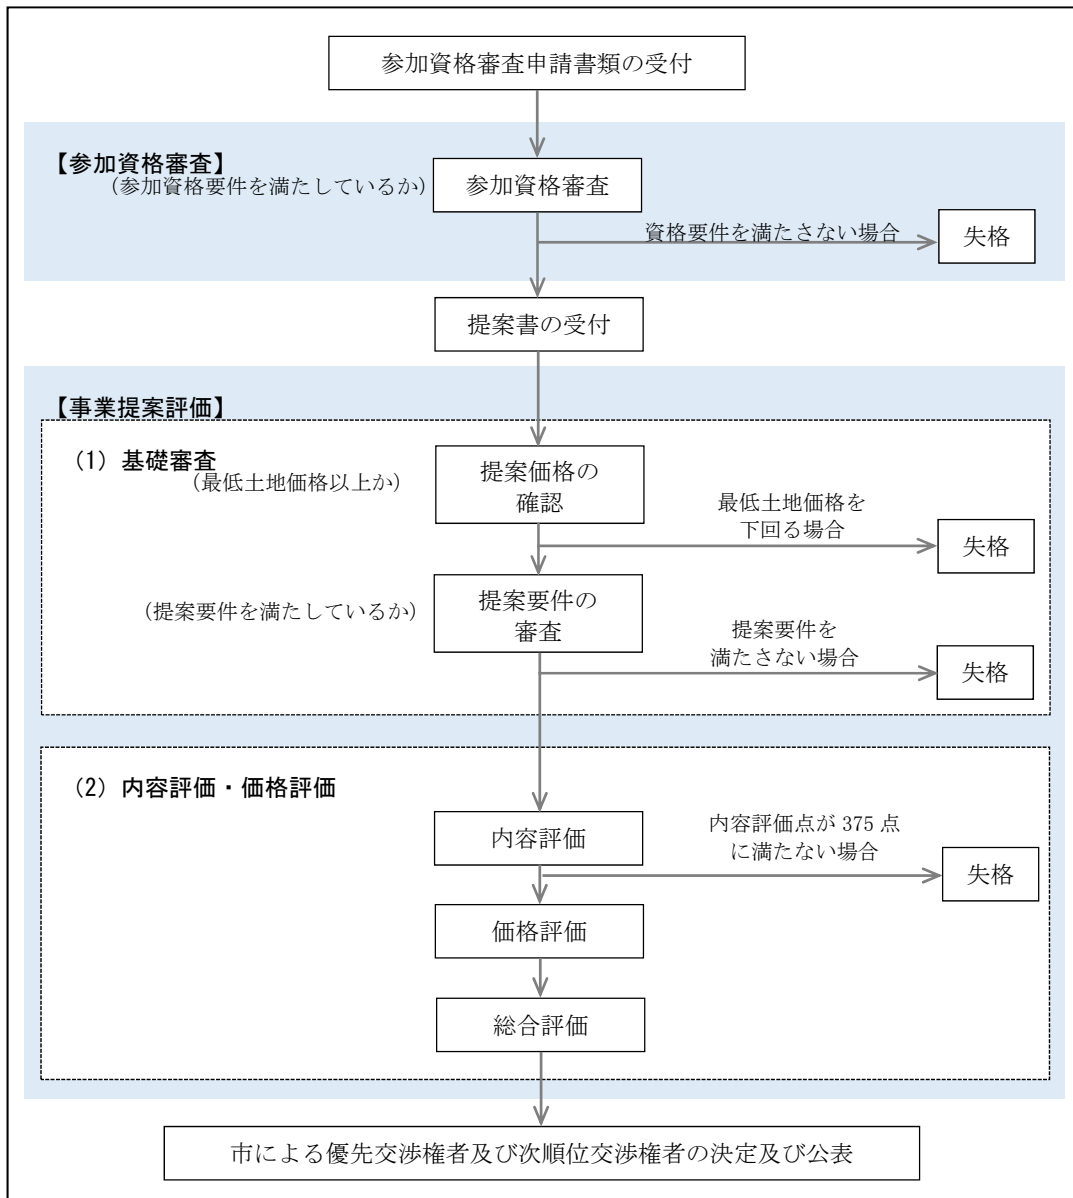 参加資格審査申請書類の受付
【参加資格審査】
（参加資格要件を満たしているか）
参加資格審査
資格要件を満たさない場合
失格
提案書の受付
【事業提案評価】
（1）基礎審査
（最低土地価格以上か）
提案価格の
確認
最低土地価格を
下回る場合
失格
（提案要件を満たしているか）
提案要件の
審査
提案要件を
満たさない場合
失格
（2）内容評価・価格評価
内容評価
内容評価点が 375 点
に満たない場合
失格
価格評価
総合評価
市による優先交渉権者及び次順位交渉権者の決定及び公表